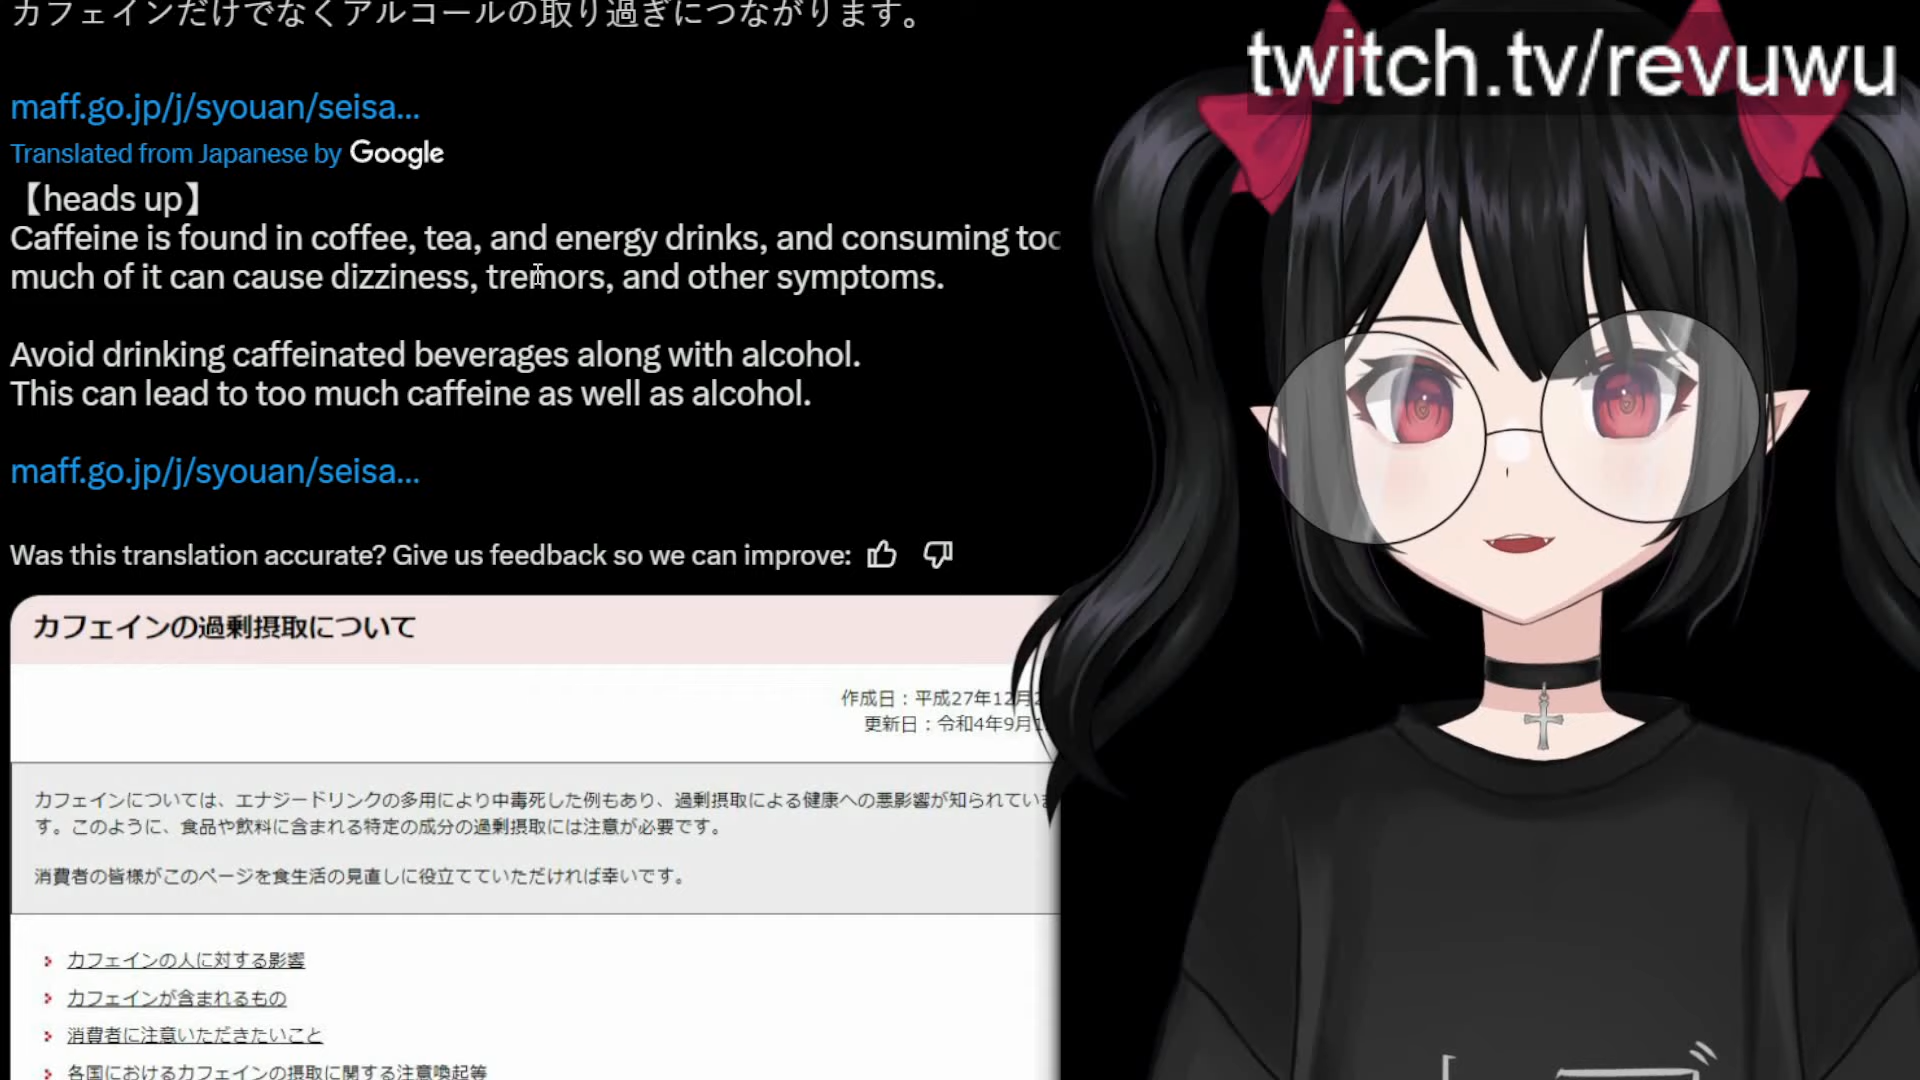 カフェインだけでなくアルコールの取り過ぎにつながります。
twitch.tv/revuwu
maff.go.jp/j/syouan/seisa...
Translated from Japanese by Google
【heads up】
Caffeine is found in coffee, tea, and energy drinks, and consuming too
much of it can cause dizziness, tremors, and other symptoms.
Avoid drinking caffeinated beverages along with alcohol.
This can lead to too much caffeine as well as alcohol.
maff.go.jp/j/syouan/seisa...
Was this translation accurate? Give us feedback so we can improve:
カフェインの過剰摂取について
作成日：平成27年12月
更新日：令和4年9月
カフェインについては、エナジードリンクの多用により中毒死した例もあり、過剰摂取による健康への悪影響が知られていま
す。このように、食品や飲料に含まれる特定の成分の過剰摂取には注意が必要です。
消費者の皆様がこのページを食生活の見直しに役立てていただければ幸いです。
カフェインの人に対する影響
カフェインが含まれるもの
消費者に注意いただきたいこと
各国におけるカフェインの摂取に関する注意喚起等